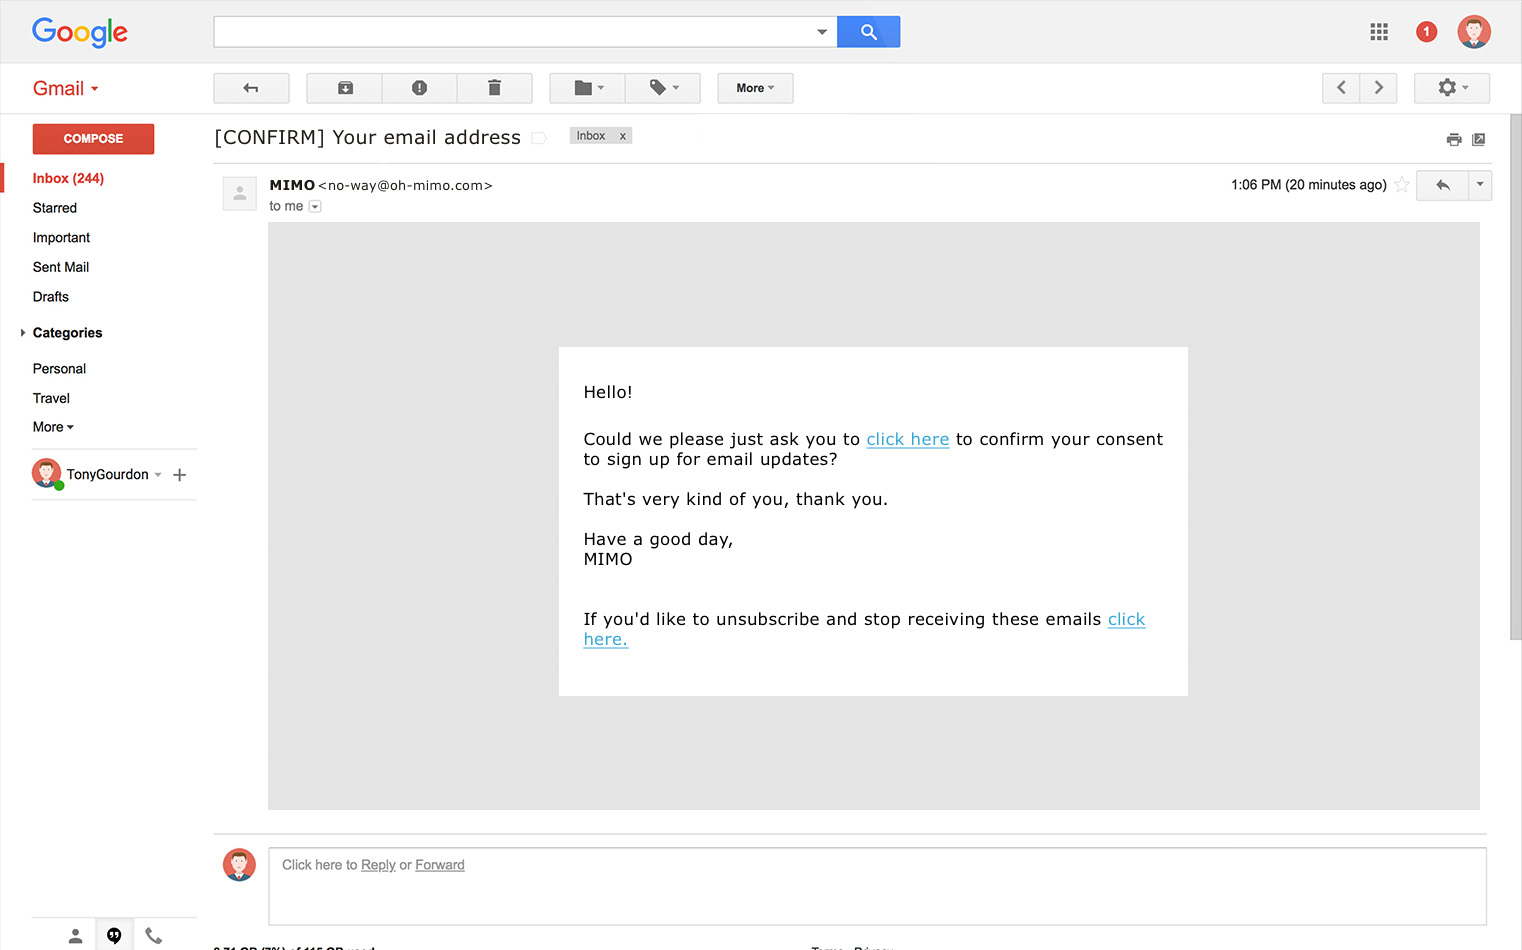 Google
1
Gmail
More
COMPOSE
[CONFIRM] Your email address
Inbox x
Inbox (244)
Starred
Important
Sent Mail
Drafts
Categories
Personal
Travel
More
TonyGourdon
MIMO <no-way@oh-mimo.com>
1:06 PM (20 minutes ago)
to me
Hello!
Could we please just ask you to click here to confirm your consent
to sign up for email updates?
That's very kind of you, thank you.
Have a good day,
MIMO
If you'd like to unsubscribe and stop receiving these emails click
here.
Click here to Reply or Forward